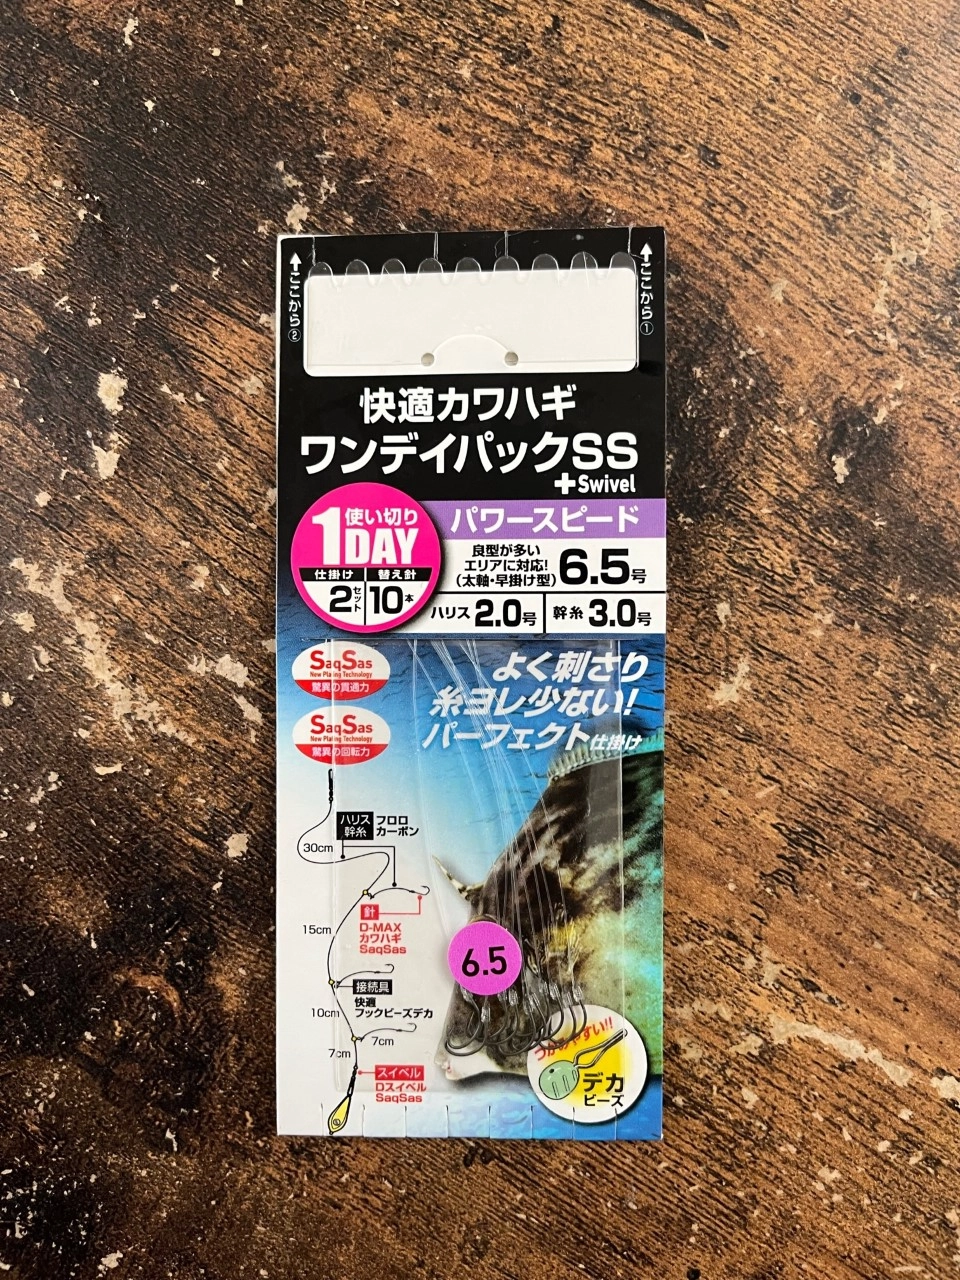 ここから②
ここから①
快適カワハギ
ワンデイパックSS
+Swivel
使い切り
1DAY
仕掛け 替え針
2セット 10本
パワースピード
良型が多い
エリアに対応!
(太軸・早掛け型)
6.5号
ハリス2.0号 幹糸3.0号
SaqSas
New Plating Technology
驚異の貫通力
SaqSas
New Plating Technology
驚異の回転力
よく刺さり
糸ヨレ少ない!
パーフェクト仕掛け
ハリス
幹糸
フロロ
カーボン
30cm
針
D-MAX
カワハギ
SaqSas
15cm
6.5
接続具
快適
フックビーズデカ
10cm
7cm
7cm
スイベル
Dスイベル
SaqSas
つかみやすい!!
デカ
ビーズ